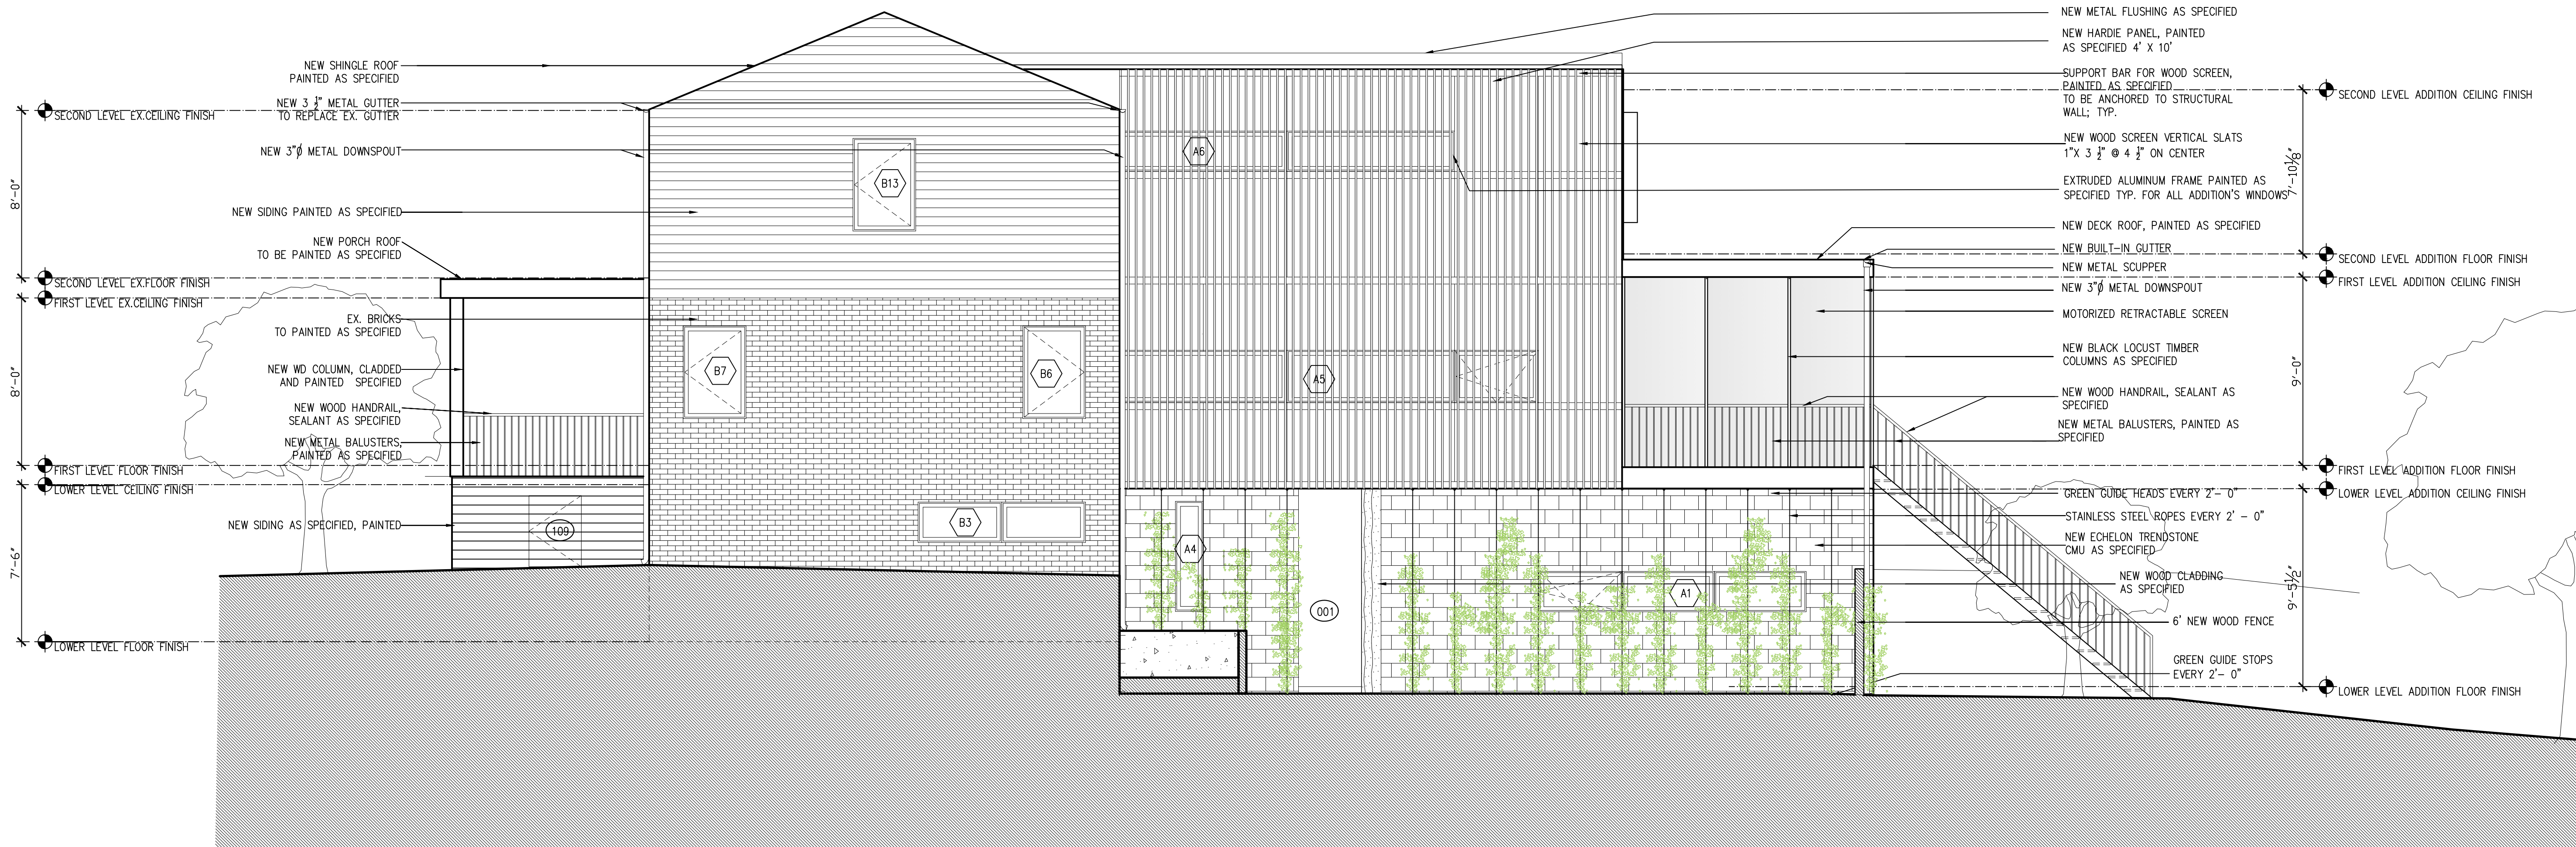 NEW SHINGLE ROOF
PAINTED AS SPECIFIED
NEW 3 ½" METAL GUTTER
TO REPLACE EX. GUTTER
SECOND LEVEL EX.CEILING FINISH
NEW 3"Ø METAL DOWNSPOUT
8'-0"
NEW SIDING PAINTED AS SPECIFIED
NEW PORCH ROOF
TO BE PAINTED AS SPECIFIED
SECOND LEVEL EX.FLOOR FINISH
FIRST LEVEL EX.CEILING FINISH
EX. BRICKS
TO PAINTED AS SPECIFIED
8'-0"
NEW WD COLUMN, CLADDED
AND PAINTED SPECIFIED
NEW WOOD HANDRAIL,
SEALANT AS SPECIFIED
NEW METAL BALUSTERS,
PAINTED AS SPECIFIED
FIRST LEVEL FLOOR FINISH
LOWER LEVEL CEILING FINISH
NEW SIDING AS SPECIFIED, PAINTED
7'-6"
LOWER LEVEL FLOOR FINISH
109
B13
B7
B6
B3
A6
A5
A4
001
A1
NEW METAL FLUSHING AS SPECIFIED
NEW HARDIE PANEL, PAINTED
AS SPECIFIED 4' X 10'
SUPPORT BAR FOR WOOD SCREEN,
PAINTED AS SPECIFIED
TO BE ANCHORED TO STRUCTURAL
WALL; TYP.
NEW WOOD SCREEN VERTICAL SLATS
1"X 3 ½" @ 4 ½" ON CENTER
EXTRUDED ALUMINUM FRAME PAINTED AS
SPECIFIED TYP. FOR ALL ADDITION'S WINDOWS
NEW DECK ROOF, PAINTED AS SPECIFIED
NEW BUILT-IN GUTTER
NEW METAL SCUPPER
NEW 3"Ø METAL DOWNSPOUT
MOTORIZED RETRACTABLE SCREEN
NEW BLACK LOCUST TIMBER
COLUMNS AS SPECIFIED
NEW WOOD HANDRAIL, SEALANT AS
SPECIFIED
NEW METAL BALUSTERS, PAINTED AS
SPECIFIED
GREEN GUIDE HEADS EVERY 2'- 0"
STAINLESS STEEL ROPES EVERY 2' - 0"
NEW ECHELON TRENDSTONE
CMU AS SPECIFIED
NEW WOOD CLADDING
AS SPECIFIED
6' NEW WOOD FENCE
GREEN GUIDE STOPS
EVERY 2'- 0"
SECOND LEVEL ADDITION CEILING FINISH
7'-10⅛"
SECOND LEVEL ADDITION FLOOR FINISH
FIRST LEVEL ADDITION CEILING FINISH
9'-0"
FIRST LEVEL ADDITION FLOOR FINISH
LOWER LEVEL ADDITION CEILING FINISH
9'-5½"
LOWER LEVEL ADDITION FLOOR FINISH